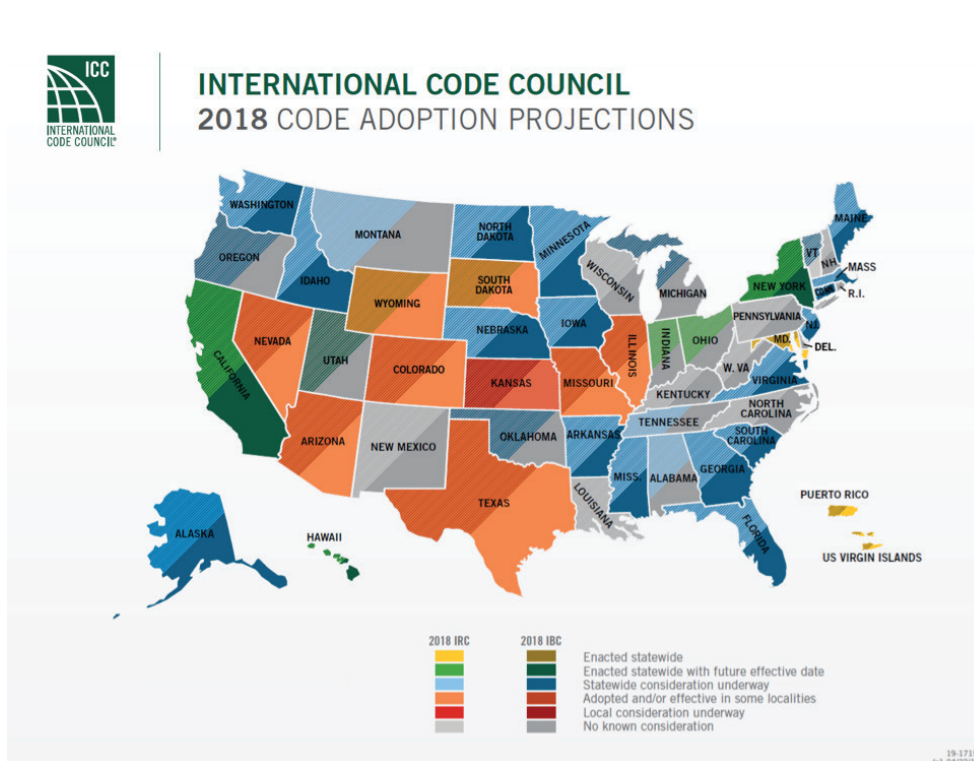 ICC
INTERNATIONAL
CODE COUNCIL®
INTERNATIONAL CODE COUNCIL
2018 CODE ADOPTION PROJECTIONS
WASHINGTON
MONTANA
NORTH
DAKOTA
MINNESOTA
MAINE
OREGON
IDAHO
WISCONSIN
VT
NH
MASS
SOUTH
DAKOTA
MICHIGAN
NEW YORK
CONN
R.I.
WYOMING
PENNSYLVANIA
NEVADA
NEBRASKA
IOWA
N.J.
UTAH
ILLINOIS
INDIANA
OHIO
MD.
DEL.
CALIFORNIA
COLORADO
KANSAS
MISSOURI
W. VA
VIRGINIA
KENTUCKY
NORTH
CAROLINA
ARIZONA
NEW MEXICO
OKLAHOMA
ARKANSAS
TENNESSEE
SOUTH
CAROLINA
TEXAS
LOUISIANA
MISS.
ALABAMA
GEORGIA
PUERTO RICO
ALASKA
HAWAII
FLORIDA
US VIRGIN ISLANDS
2018 IRC 2018 IBC
Enacted statewide
Enacted statewide with future effective date
Statewide consideration underway
Adopted and/or effective in some localities
Local consideration underway
No known consideration